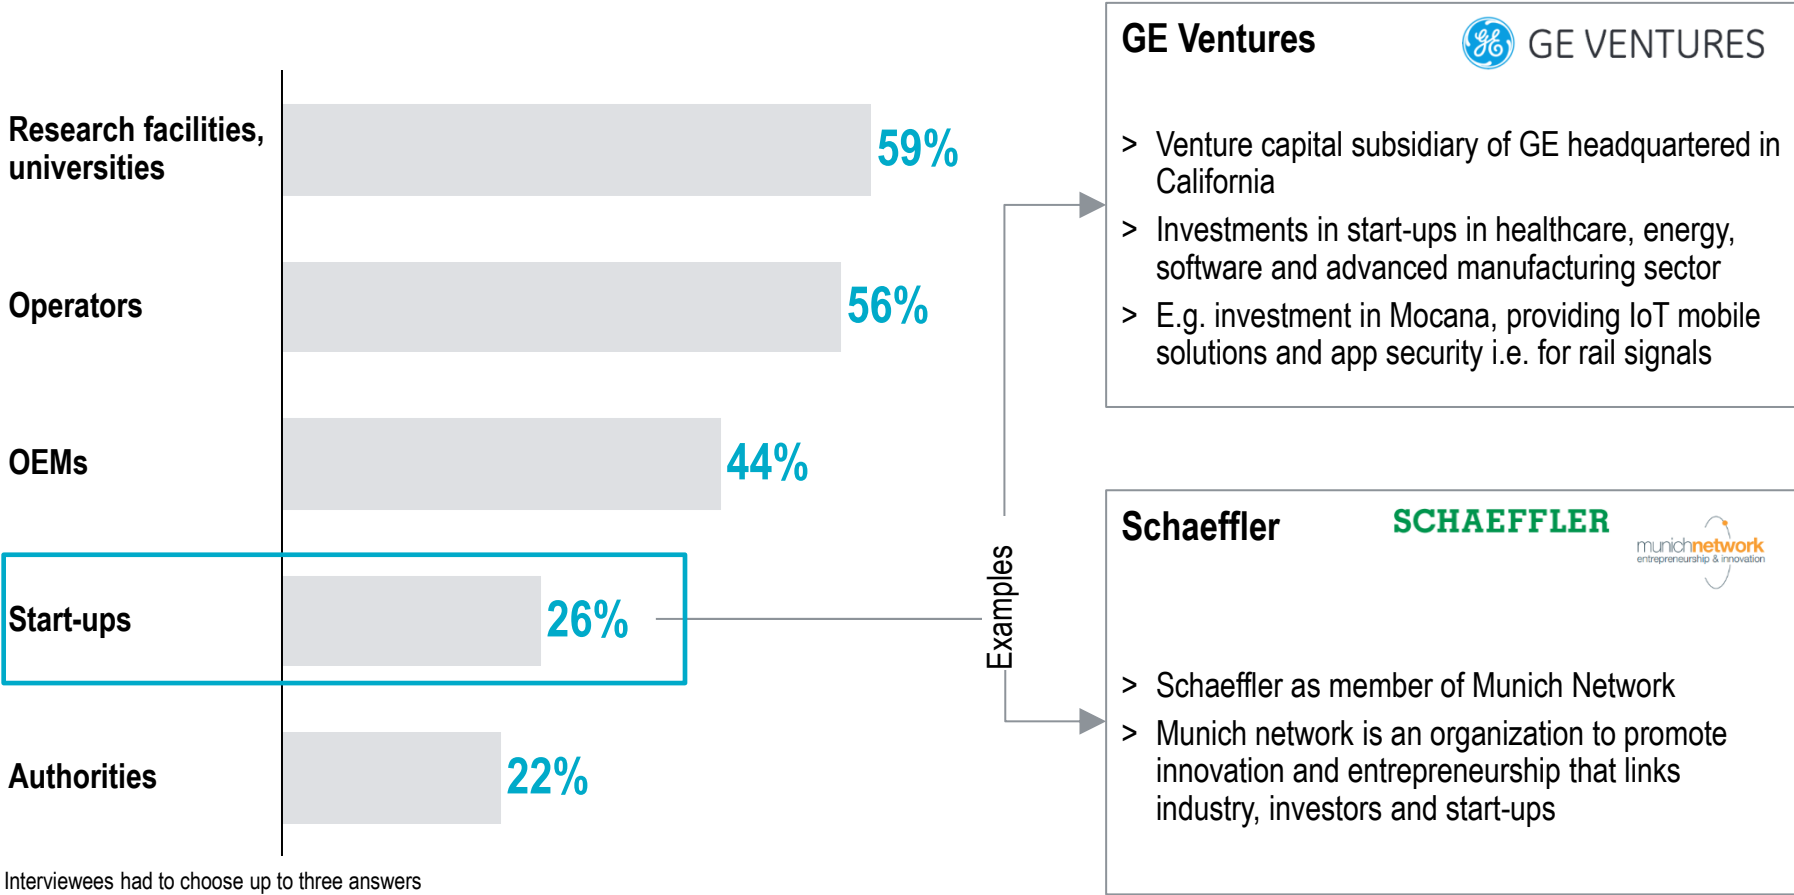 Research facilities,
universities
59%
Operators
56%
OEMs
44%
Start-ups
26%
Authorities
22%
Interviewees had to choose up to three answers
Examples
GE Ventures
GE VENTURES
> Venture capital subsidiary of GE headquartered in
California
> Investments in start-ups in healthcare, energy,
software and advanced manufacturing sector
> E.g. investment in Mocana, providing IoT mobile
solutions and app security i.e. for rail signals
Schaeffler
SCHAEFFLER
munichnetwork
entrepreneurship & innovation
> Schaeffler as member of Munich Network
> Munich network is an organization to promote
innovation and entrepreneurship that links
industry, investors and start-ups